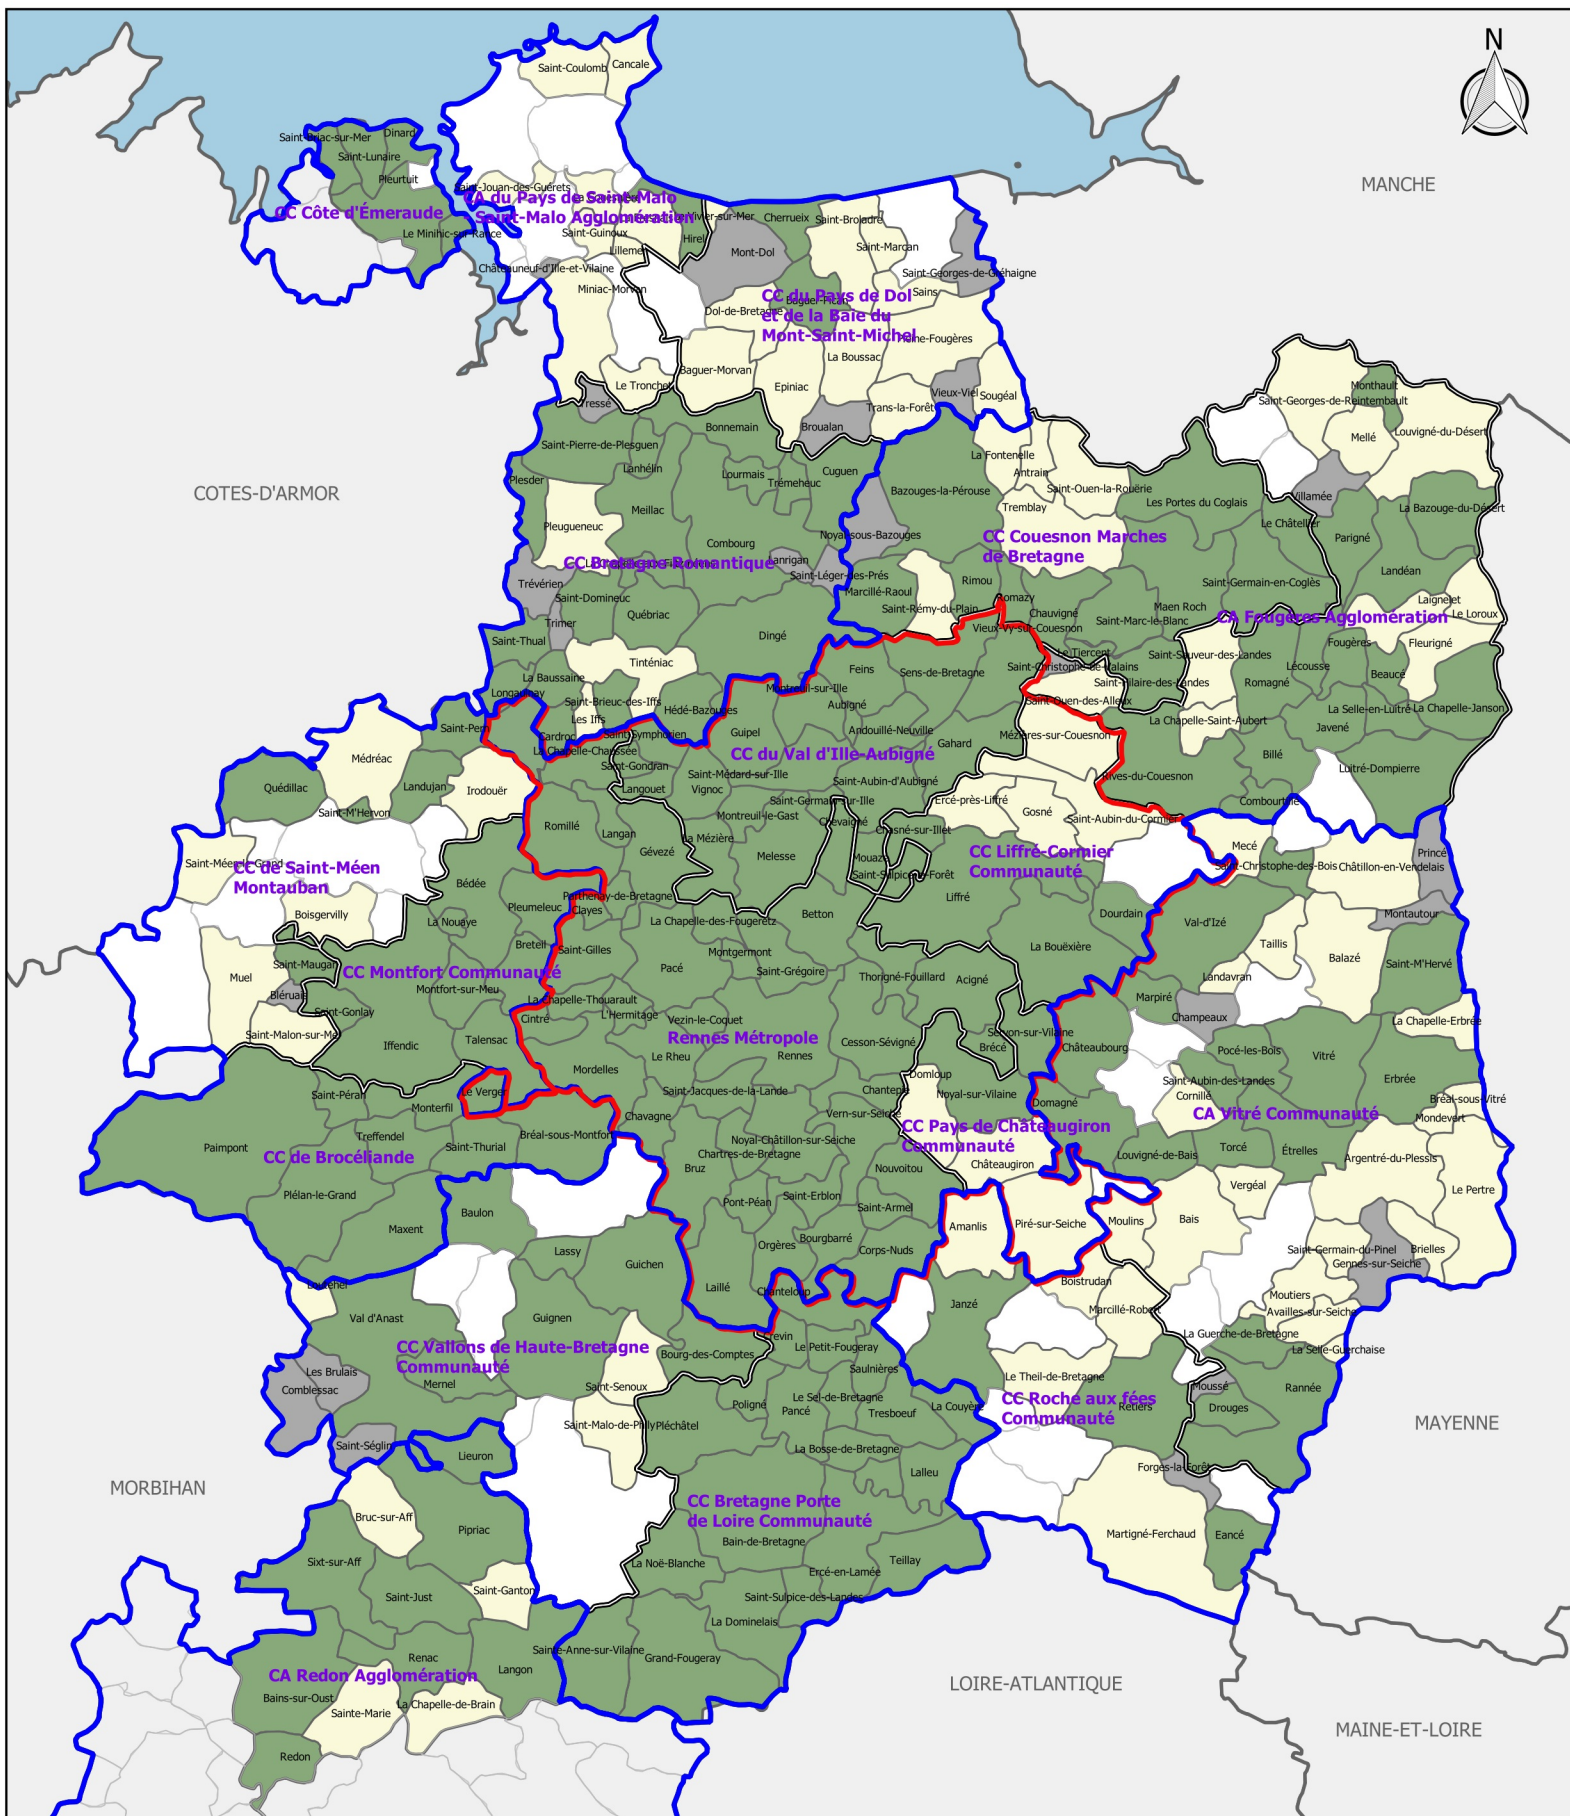 N
Saint-Coulomb
Cancale
Saint-Briac-sur-Mer
Dinard
Saint-Lunaire
Pleurtuit
CC Côte d'Émeraude
Le Minihic-sur-Rance
Saint-Jouan-des-Guérets
CA du Pays de Saint-Malo
- Saint-Malo Agglomération
Saint-Guinoux
Lillemer
Châteauneuf-d'Ille-et-Vilaine
Miniac-Morvan
Le Tronchet
Tressé
MANCHE
Vivier-sur-Mer
Cherrueix
Hirel
Mont-Dol
Saint-Broladre
Saint-Marcan
Saint-Georges-de-Gréhaigne
Sains
CC du Pays de Dol
et de la Baie du
Mont-Saint-Michel
Dol-de-Bretagne
Baguer-Morvan
La Boussac
Epiniac
Vieux-Viel
Sougéal
Trans-la-Forêt
Broualan
COTES-D'ARMOR
Bonnemain
Saint-Pierre-de-Plesguen
Lanhélin
Lourmais
Trémeheuc
Cuguen
Plesder
Meillac
Pleugueneuc
Combourg
Lanrigan
Noyal-sous-Bazouges
CC Bretagne Romantique
Saint-Léger-des-Prés
Trévérien
Saint-Domineuc
Québriac
Trimer
Dingé
Saint-Thual
Tinténiac
La Baussaine
Longaulnay
Saint-Brieuc-des-Iffs
Les Iffs
Hédé-Bazouges
Cardroc
Saint-Symphorien
La Chapelle-Chaussée
La Fontenelle
Antrain
Bazouges-la-Pérouse
Saint-Ouen-la-Rouërie
Tremblay
Les Portes du Coglais
Le Châtellier
CC Couesnon Marches
de Bretagne
Saint-Germain-en-Coglès
Marcillé-Raoul
Rimou
Saint-Rémy-du-Plain
Romazy
Chauvigné
Maen Roch
Saint-Marc-le-Blanc
Vieux-Vy-sur-Couesnon
Le Tiercent
Saint-Christophe-de-Valains
Saint-Hilaire-des-Landes
Saint-Ouen-des-Alleux
Mézières-sur-Couesnon
Rives-du-Couesnon
Monthault
Saint-Georges-de-Reintembault
Mellé
Louvigné-du-Désert
Villamée
La Bazouge-du-Désert
Parigné
Landéan
Laignelet
Le Loroux
CA Fougères Agglomération
Fougères
Fleurigné
Saint-Sauveur-des-Landes
Lécousse
Beaucé
Romagné
La Selle-en-Luitré
La Chapelle-Janson
La Chapelle-Saint-Aubert
Javené
Billé
Luitré-Dompierre
Combourtillé
Feins
Sens-de-Bretagne
Montreuil-sur-Ille
Aubigné
Andouillé-Neuville
Guipel
Gahard
CC du Val d'Ille-Aubigné
Saint-Gondran
Saint-Médard-sur-Ille
Saint-Aubin-d'Aubigné
Langouet
Vignoc
Saint-Germain-sur-Ille
Montreuil-le-Gast
Chevaigné
La Mézière
Melesse
Mouazé
Ercé-près-Liffré
Gosné
Saint-Aubin-du-Cormier
Chasné-sur-Illet
CC Liffré-Cormier
Communauté
Saint-Sulpice-la-Forêt
Liffré
Dourdain
La Bouëxière
Saint-Pern
Médréac
Quédillac
Landujan
Irodouër
Saint-M'Hervon
CC de Saint-Méen
Montauban
Saint-Méen-le-Grand
Boisgervilly
Muel
Bléruais
Saint-Malon-sur-Mel
Saint-Maugan
Saint-Gonlay
Bédée
La Nouaye
Pleumeleuc
Breteil
CC Montfort Communauté
Montfort-sur-Meu
Iffendic
Talensac
Romillé
Langan
Gévezé
Parthenay-de-Bretagne
Clayes
La Chapelle-des-Fougeretz
Betton
Saint-Gilles
Pacé
Montgermont
Saint-Grégoire
Thorigné-Fouillard
Acigné
La Chapelle-Thouarault
L'Hermitage
Cintré
Vezin-le-Coquet
Rennes Métropole
Le Rheu
Rennes
Cesson-Sévigné
Mordelles
Saint-Jacques-de-la-Lande
Chantepie
Chavagne
Vern-sur-Seiche
Noyal-Châtillon-sur-Seiche
Chartres-de-Bretagne
Bruz
Nouvoitou
Pont-Péan
Saint-Erblon
Saint-Armel
Orgères
Bourgbarré
Corps-Nuds
Laillé
Le Verger
Servon-sur-Vilaine
Brécé
Domloup
Noyal-sur-Vilaine
CC Pays de Châteaugiron
Communauté
Châteaugiron
Mecé
Saint-Christophe-des-Bois
Châtillon-en-Vendelais
Princé
Montautour
Val-d'Izé
Taillis
Balazé
Saint-M'Hervé
Landavran
Marpiré
Champeaux
La Chapelle-Erbrée
Châteaubourg
Pocé-les-Bois
Vitré
Erbrée
Saint-Aubin-des-Landes
Cornillé
Domagné
CA Vitré Communauté
Bréal-sous-Vitré
Mondevert
Louvigné-de-Bais
Torcé
Étrelles
Argentré-du-Plessis
Le Pertre
Vergéal
Bais
Moulins
Saint-Germain-du-Pinel
Brielles
Gennes-sur-Seiche
Moutiers
Availles-sur-Seiche
La Guerche-de-Bretagne
La Selle-Guerchaise
Rannée
Moussé
Drouges
Saint-Péran
Monterfil
Treffendel
Paimpont
CC de Brocéliande
Saint-Thurial
Bréal-sous-Montfort
Plélan-le-Grand
Maxent
Baulon
Lassy
Guichen
Loutehel
Val d'Anast
Guignen
CC Vallons de Haute-Bretagne
Communauté
Les Brulais
Comblessac
Mernel
Bourg-des-Comptes
Saint-Senoux
Saint-Malo-de-Phily
Saint-Séglin
Amanlis
Piré-sur-Seiche
Boistrudan
Janzé
Marcillé-Robert
Le Theil-de-Bretagne
CC Roche aux fées
Communauté
Retiers
Forges-la-Forêt
Martigné-Ferchaud
Eancé
MAYENNE
Chanteloup
Crevin
Le Petit-Fougeray
Saulnières
Le Sel-de-Bretagne
Poligné
Pancé
Tresboeuf
La Couyère
Pléchâtel
La Bosse-de-Bretagne
Lalleu
CC Bretagne Porte
de Loire Communauté
Bain-de-Bretagne
La Noë-Blanche
Ercé-en-Lamée
Teillay
Saint-Sulpice-des-Landes
La Dominelais
Sainte-Anne-sur-Vilaine
Grand-Fougeray
MORBIHAN
Lieuron
Bruc-sur-Aff
Pipriac
Sixt-sur-Aff
Saint-Just
Saint-Ganton
Renac
Langon
CA Redon Agglomération
Bains-sur-Oust
Sainte-Marie
La Chapelle-de-Brain
Redon
LOIRE-ATLANTIQUE
MAINE-ET-LOIRE